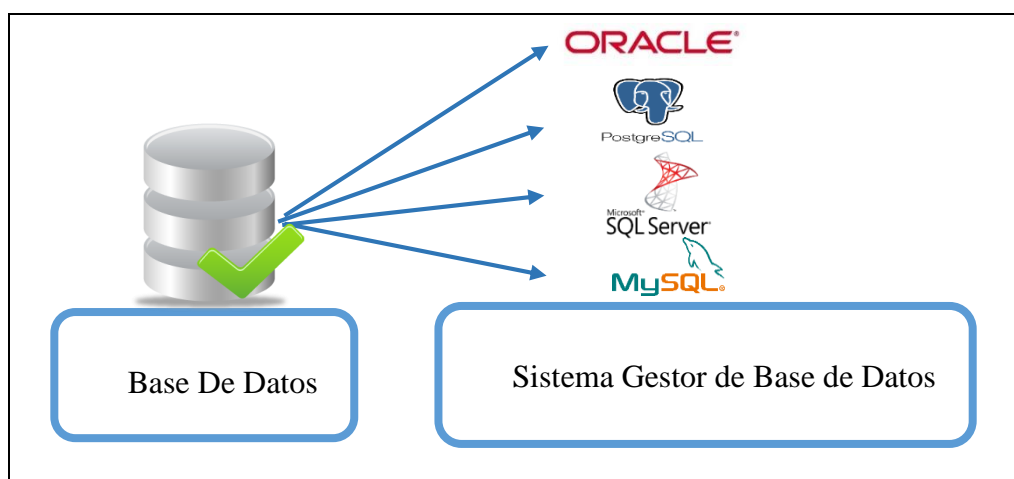 ORACLE®
PostgreSQL
Microsoft®
SQL Server®
MySQL®
Base De Datos
Sistema Gestor de Base de Datos